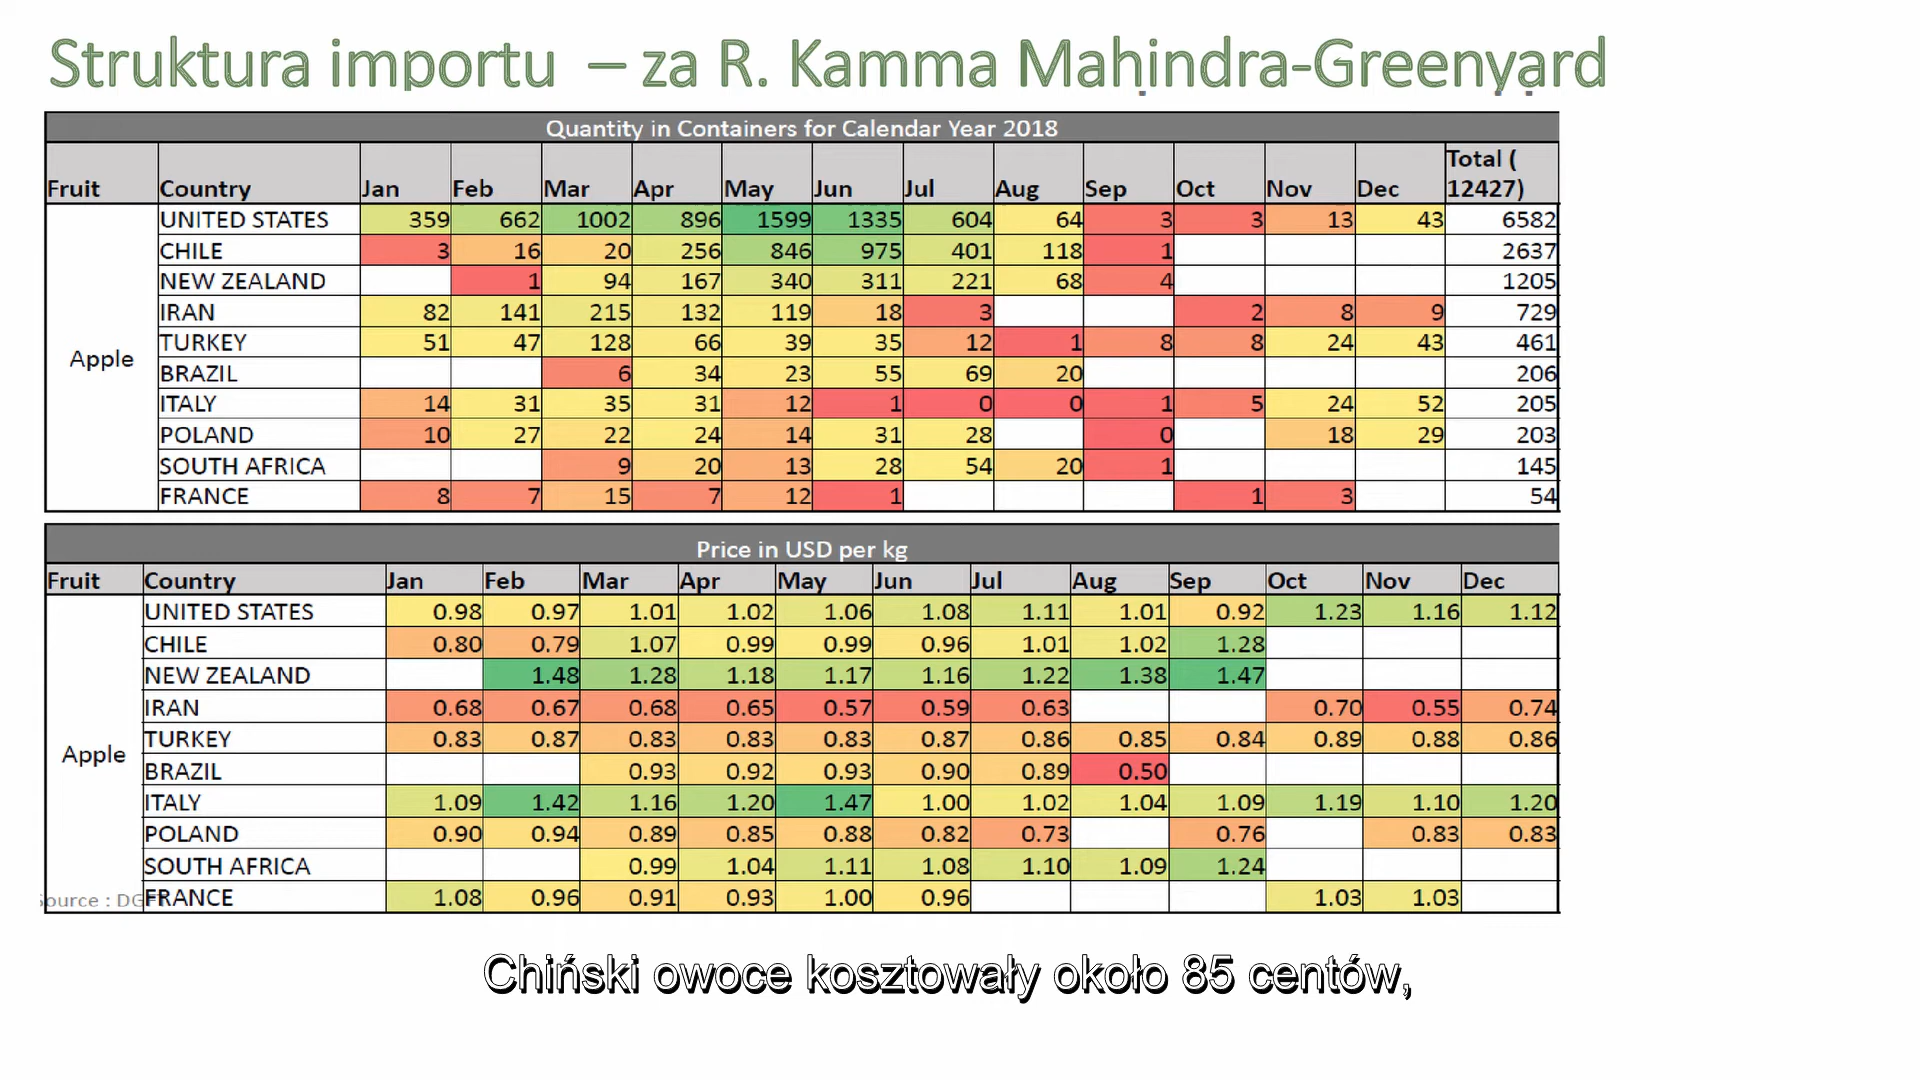 Struktura importu – za R. Kamma Mahindra-Greenyard
Quantity in Containers for Calendar Year 2018
Fruit Country Jan Feb Mar Apr May Jun Jul Aug Sep Oct Nov Dec Total ( 12427)
Apple
UNITED STATES 359 662 1002 896 1599 1335 604 64 3 3 13 43 6582
CHILE 3 16 20 256 846 975 401 118 1 2637
NEW ZEALAND 1 94 167 340 311 221 68 4 1205
IRAN 82 141 215 132 119 18 3 2 8 9 729
TURKEY 51 47 128 66 39 35 12 1 8 8 24 43 461
BRAZIL 6 34 23 55 69 20 206
ITALY 14 31 35 31 12 1 0 0 1 5 24 52 205
POLAND 10 27 22 24 14 31 28 0 18 29 203
SOUTH AFRICA 9 20 13 28 54 20 1 145
FRANCE 8 7 15 7 12 1 1 3 54
Price in USD per kg
Fruit Country Jan Feb Mar Apr May Jun Jul Aug Sep Oct Nov Dec
Apple
UNITED STATES 0.98 0.97 1.01 1.02 1.06 1.08 1.11 1.01 0.92 1.23 1.16 1.12
CHILE 0.80 0.79 1.07 0.99 0.99 0.96 1.01 1.02 1.28
NEW ZEALAND 1.48 1.28 1.18 1.17 1.16 1.22 1.38 1.47
IRAN 0.68 0.67 0.68 0.65 0.57 0.59 0.63 0.70 0.55 0.74
TURKEY 0.83 0.87 0.83 0.83 0.83 0.87 0.86 0.85 0.84 0.89 0.88 0.86
BRAZIL 0.93 0.92 0.93 0.90 0.89 0.50
ITALY 1.09 1.42 1.16 1.20 1.47 1.00 1.02 1.04 1.09 1.19 1.10 1.20
POLAND 0.90 0.94 0.89 0.85 0.88 0.82 0.73 0.76 0.83 0.83
SOUTH AFRICA 0.99 1.04 1.11 1.08 1.10 1.09 1.24
FRANCE 1.08 0.96 0.91 0.93 1.00 0.96 1.03 1.03
Source :
Chiński owoce kosztowały około 85 centów,